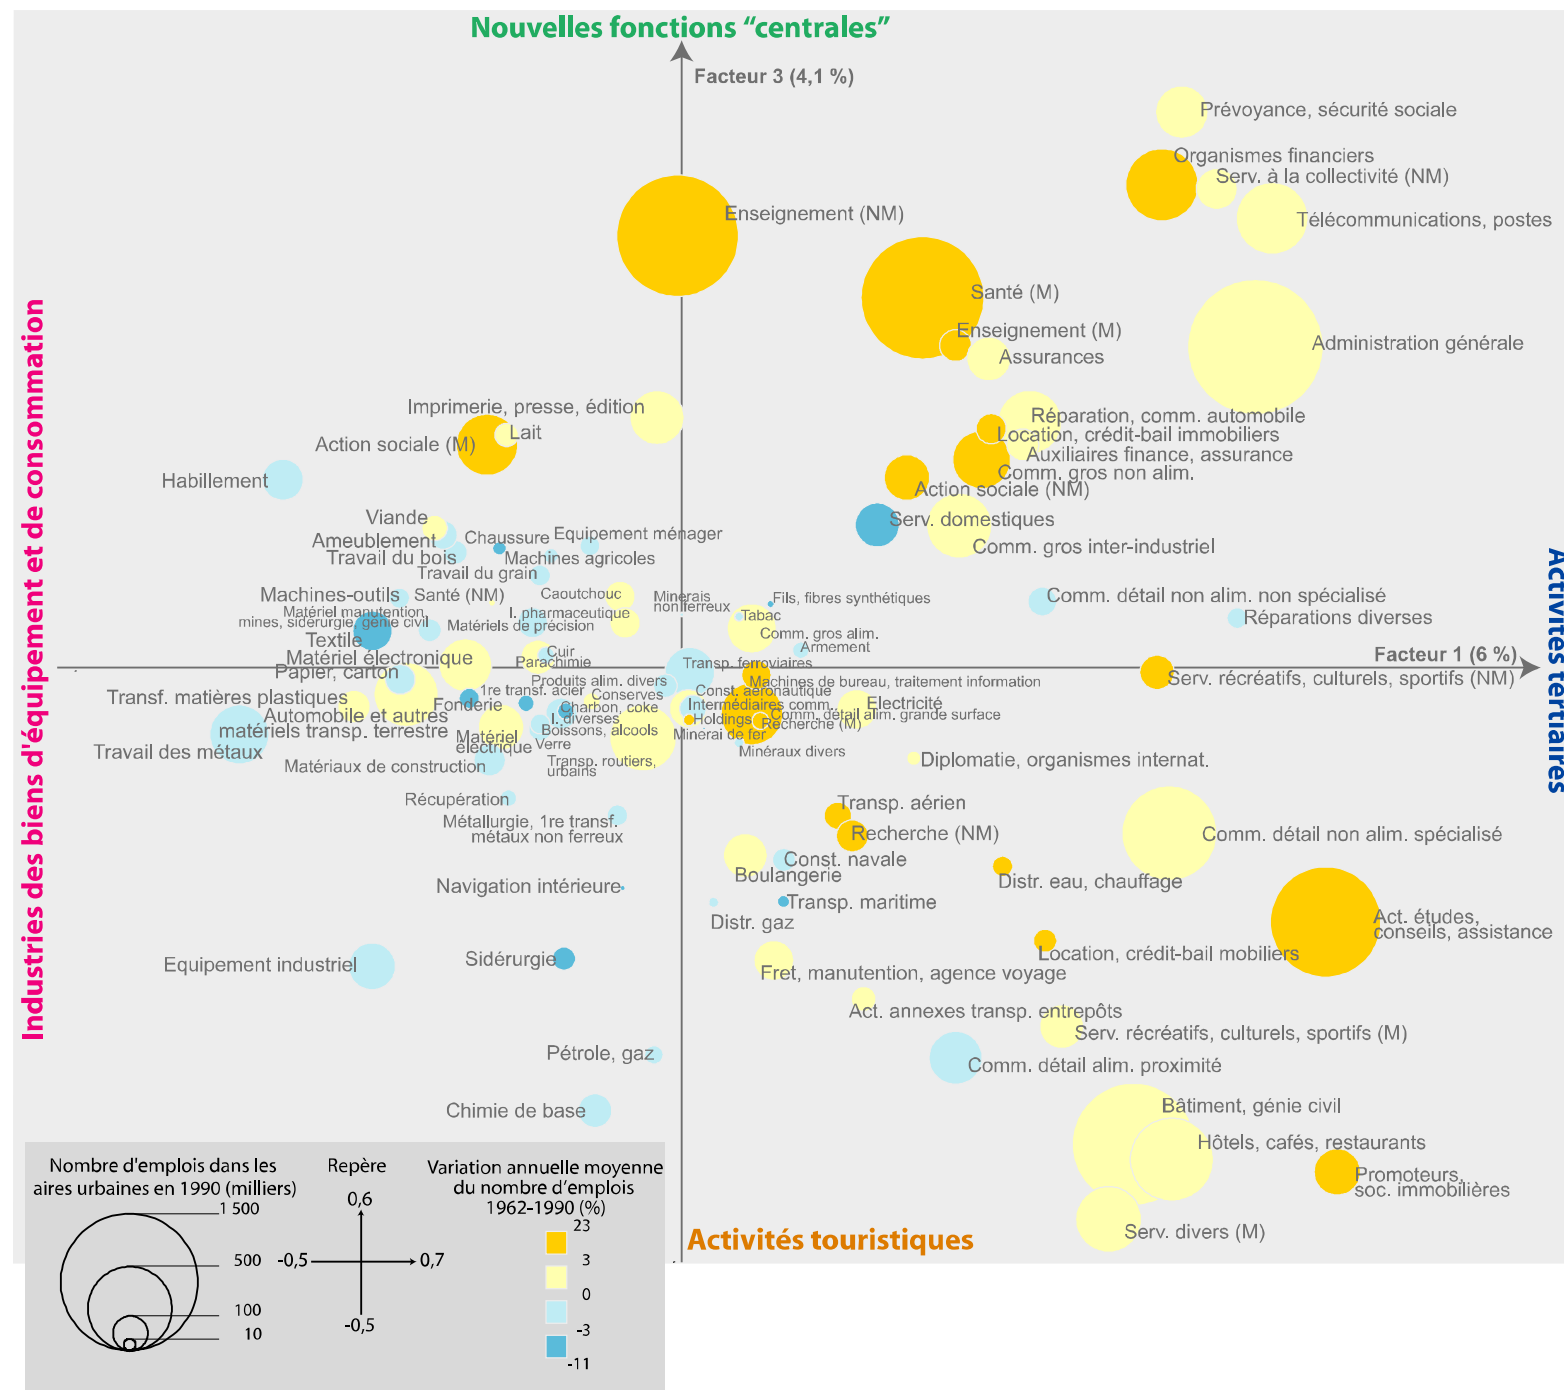 Nouvelles fonctions “centrales”
Facteur 3 (4,1 %)
Prévoyance, sécurité sociale
Organismes financiers
Serv. à la collectivité (NM)
Enseignement (NM)
Télécommunications, postes
Santé (M)
Enseignement (M)
Administration générale
Assurances
Imprimerie, presse, édition
Réparation, comm. automobile
Lait
Location, crédit-bail immobiliers
Action sociale (M)
Auxiliaires finance, assurance
Comm. gros non alim.
Habillement
Action sociale (NM)
Viande
Serv. domestiques
Ameublement
Chaussure
Equipement ménager
Comm. gros inter-industriel
Travail du bois
Machines agricoles
Travail du grain
Machines-outils
Santé (NM)
Caoutchouc
Minerais
non ferreux
Fils, fibres synthétiques
Comm. détail non alim. non spécialisé
Matériel manutention,
mines, sidérurgie, génie civil
I. pharmaceutique
Tabac
Réparations diverses
Matériels de précision
Textile
Comm. gros alim.
Armement
Matériel électronique
Cuir
Parachimie
Transp. ferroviaires
Facteur 1 (6 %)
Papier, carton
Produits alim. divers
Machines de bureau, traitement information
Serv. récréatifs, culturels, sportifs (NM)
Transf. matières plastiques
1re transf. acier
Conserves
Const. aéronautique
Fonderie
Charbon, coke
Intermédiaires comm.
Electricité
Automobile et autres
matériels transp. terrestre
I. diverses
Holdings
Comm. détail alim. grande surface
Recherche (M)
Boissons, alcools
Minerai de fer
Matériel
électrique
Verre
Travail des métaux
Minéraux divers
Matériaux de construction
Transp. routiers,
urbains
Diplomatie, organismes internat.
Récupération
Transp. aérien
Métallurgie, 1re transf.
métaux non ferreux
Recherche (NM)
Comm. détail non alim. spécialisé
Const. navale
Boulangerie
Distr. eau, chauffage
Navigation intérieure
Transp. maritime
Distr. gaz
Act. études,
conseils, assistance
Location, crédit-bail mobiliers
Equipement industriel
Sidérurgie
Fret, manutention, agence voyage
Act. annexes transp. entrepôts
Serv. récréatifs, culturels, sportifs (M)
Pétrole, gaz
Comm. détail alim. proximité
Chimie de base
Bâtiment, génie civil
Hôtels, cafés, restaurants
Promoteurs,
soc. immobilières
Serv. divers (M)
Activités touristiques
Industries des biens d'équipement et de consommation
Activités tertiaires
Nombre d'emplois dans les
aires urbaines en 1990 (milliers)
1 500
500
100
10
Repère
0,6
-0,5
0,7
-0,5
Variation annuelle moyenne
du nombre d'emplois
1962-1990 (%)
23
3
0
-3
-11